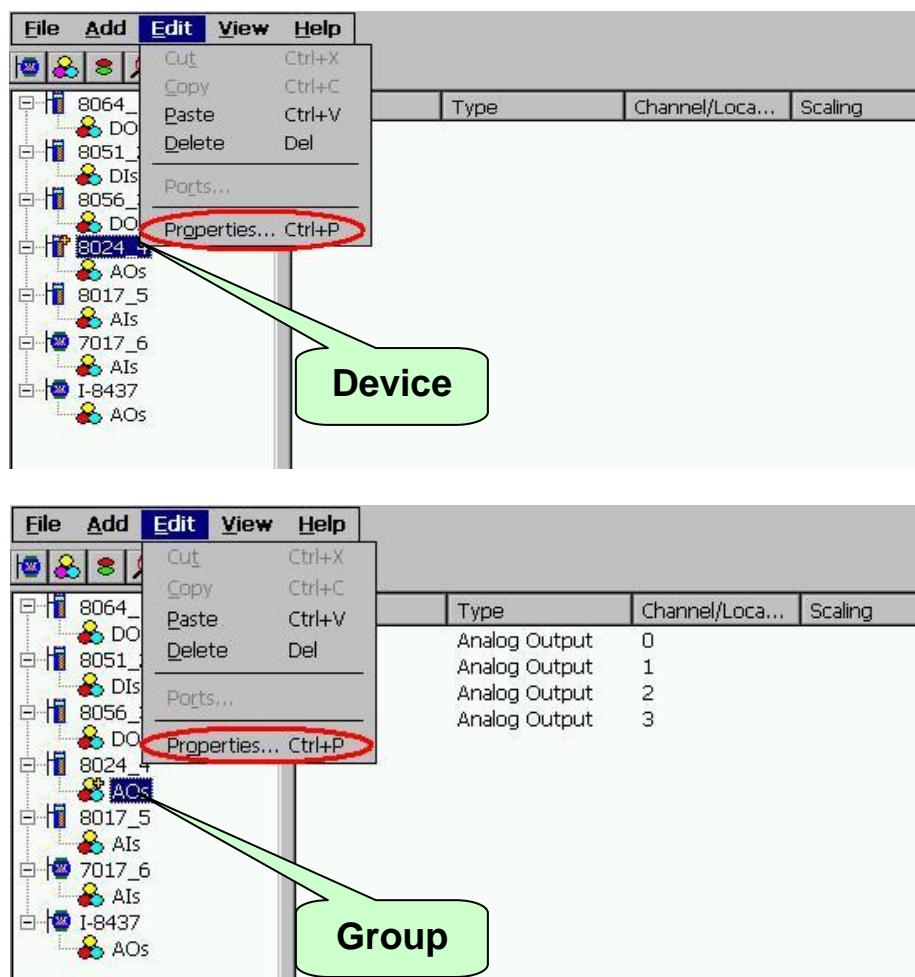 File Add Edit View Help
Cut Ctrl+X
Copy Ctrl+C
Paste Ctrl+V
Delete Del
Ports...
Properties... Ctrl+P
Type Channel/Loca... Scaling
8064_
DO
8051_
DIs
8056_
DO
8024_4
AOs
8017_5
AIs
7017_6
AIs
I-8437
AOs
Device
File Add Edit View Help
Cut Ctrl+X
Copy Ctrl+C
Paste Ctrl+V
Delete Del
Ports...
Properties... Ctrl+P
Type Channel/Loca... Scaling
Analog Output 0
Analog Output 1
Analog Output 2
Analog Output 3
8064_
DO
8051_
DIs
8056_
DO
8024_4
AOs
8017_5
AIs
7017_6
AIs
I-8437
AOs
Group